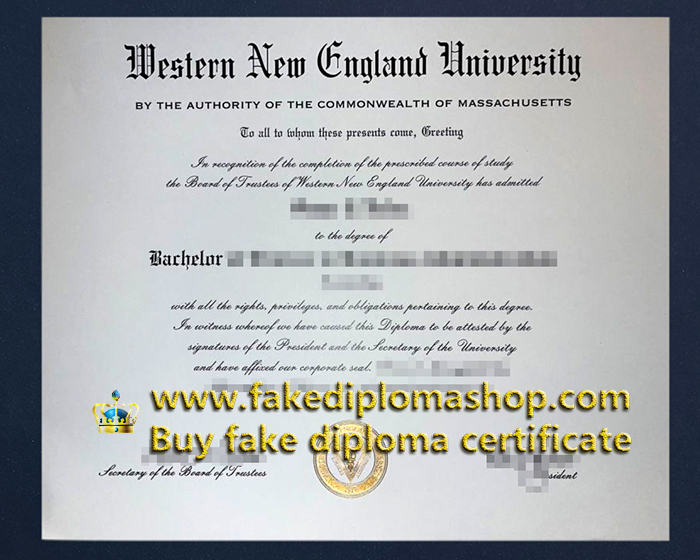 Western New England University
BY THE AUTHORITY OF THE COMMONWEALTH OF MASSACHUSETTS
To all to whom these presents come, Greeting
In recognition of the completion of the prescribed course of study
the Board of Trustees of Western New England University has admitted
to the degree of
Bachelor
with all the rights, privileges, and obligations pertaining to this degree.
In witness whereof we have caused this Diploma to be attested by the
signatures of the President and the Secretary of the University
and have affixed our corporate seal.
www.fakediplomashop.com
Buy fake diploma certificate
Secretary of the Board of Trustees